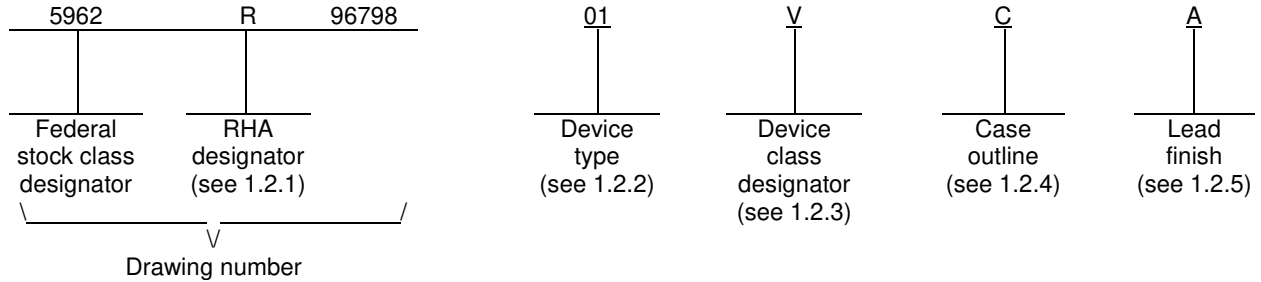 5962 R 96798 01 V C A
Federal RHA Device Device Case Lead
stock class designator type class outline finish
designator (see 1.2.1) (see 1.2.2) designator (see 1.2.4) (see 1.2.5)
(see 1.2.3)
Drawing number